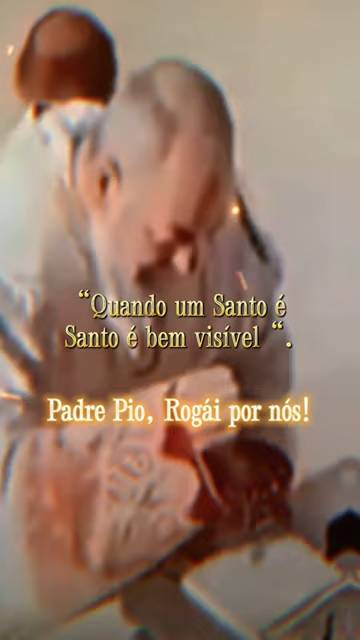 “Quando um Santo é
Santo é bem visível “.
Padre Pio, Rogái por nós!